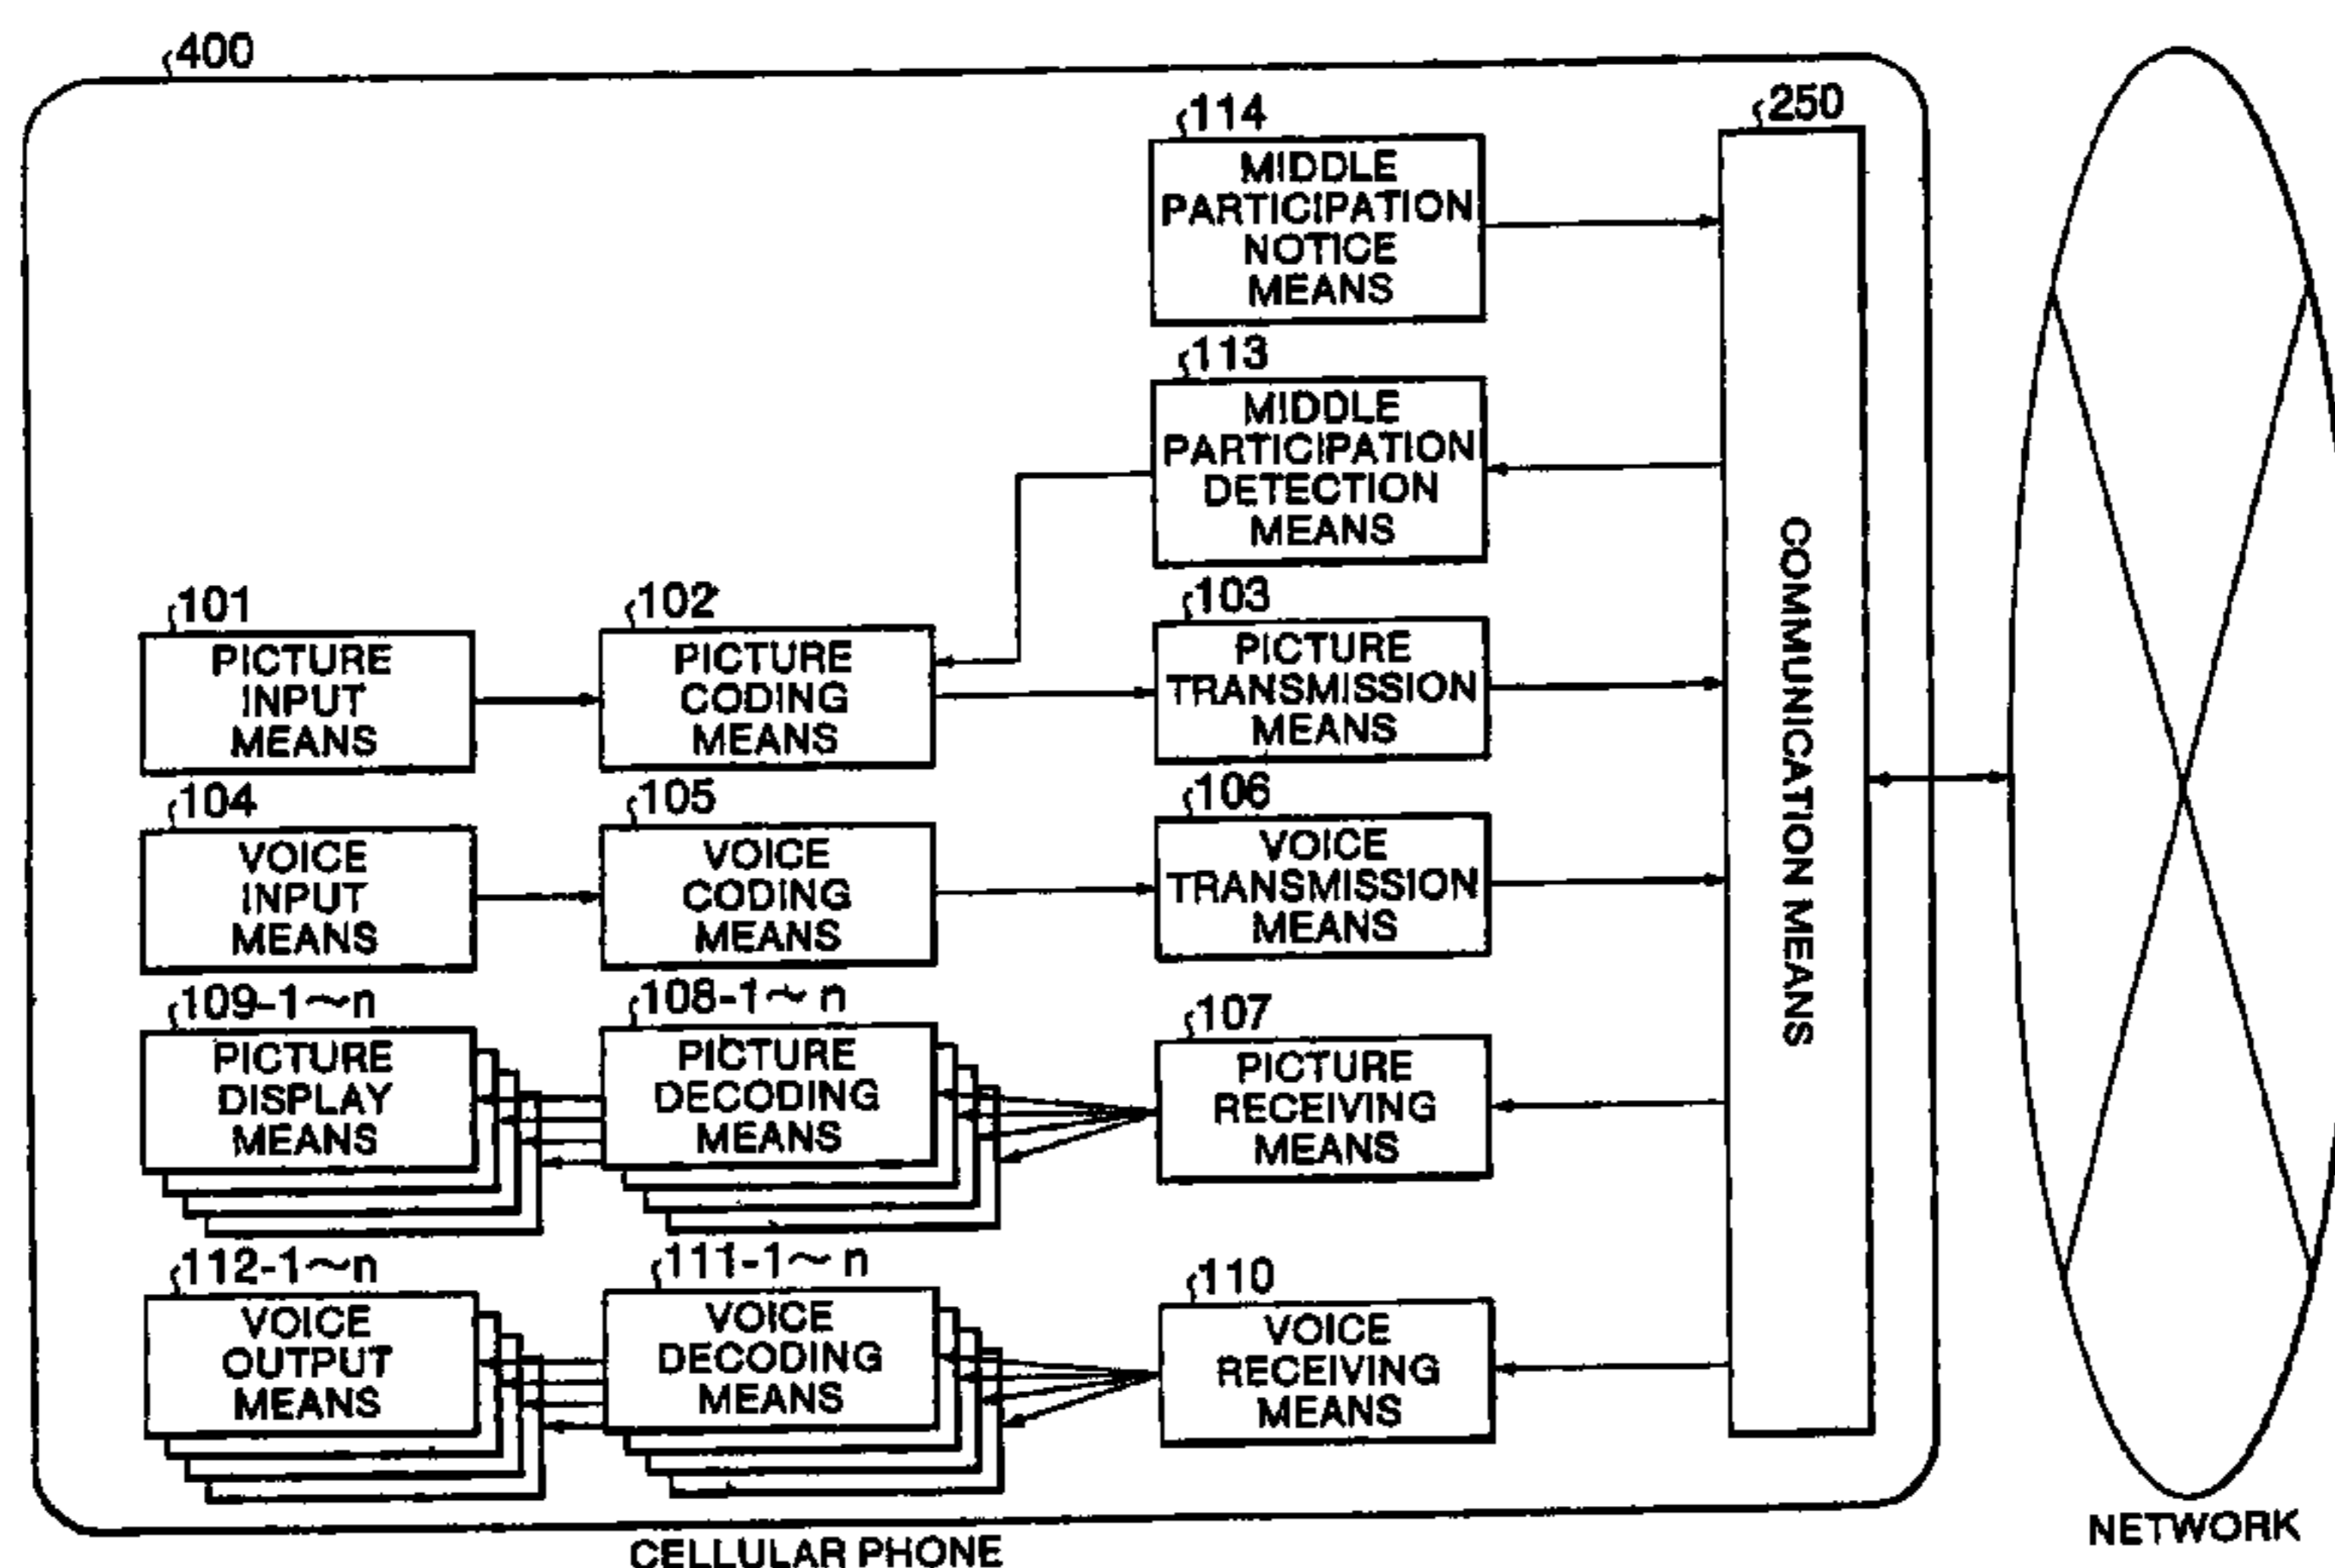 400
114
MIDDLE
PARTICIPATION
NOTICE
MEANS
250
COMMUNICATION MEANS
113
MIDDLE
PARTICIPATION
DETECTION
MEANS
101
PICTURE
INPUT
MEANS
102
PICTURE
CODING
MEANS
103
PICTURE
TRANSMISSION
MEANS
104
VOICE
INPUT
MEANS
105
VOICE
CODING
MEANS
106
VOICE
TRANSMISSION
MEANS
109-1~n
PICTURE
DISPLAY
MEANS
108-1~n
PICTURE
DECODING
MEANS
107
PICTURE
RECEIVING
MEANS
112-1~n
VOICE
OUTPUT
MEANS
111-1~n
VOICE
DECODING
MEANS
110
VOICE
RECEIVING
MEANS
CELLULAR PHONE
NETWORK